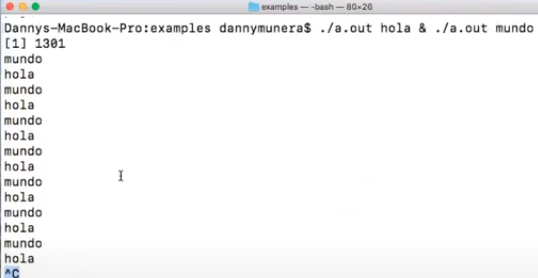 examples — -bash — 80×26
Dannys-MacBook-Pro:examples dannymunera$ ./a.out hola & ./a.out mundo
[1] 1301
mundo
hola
mundo
hola
mundo
hola
mundo
hola
mundo
hola
mundo
hola
mundo
hola
^C